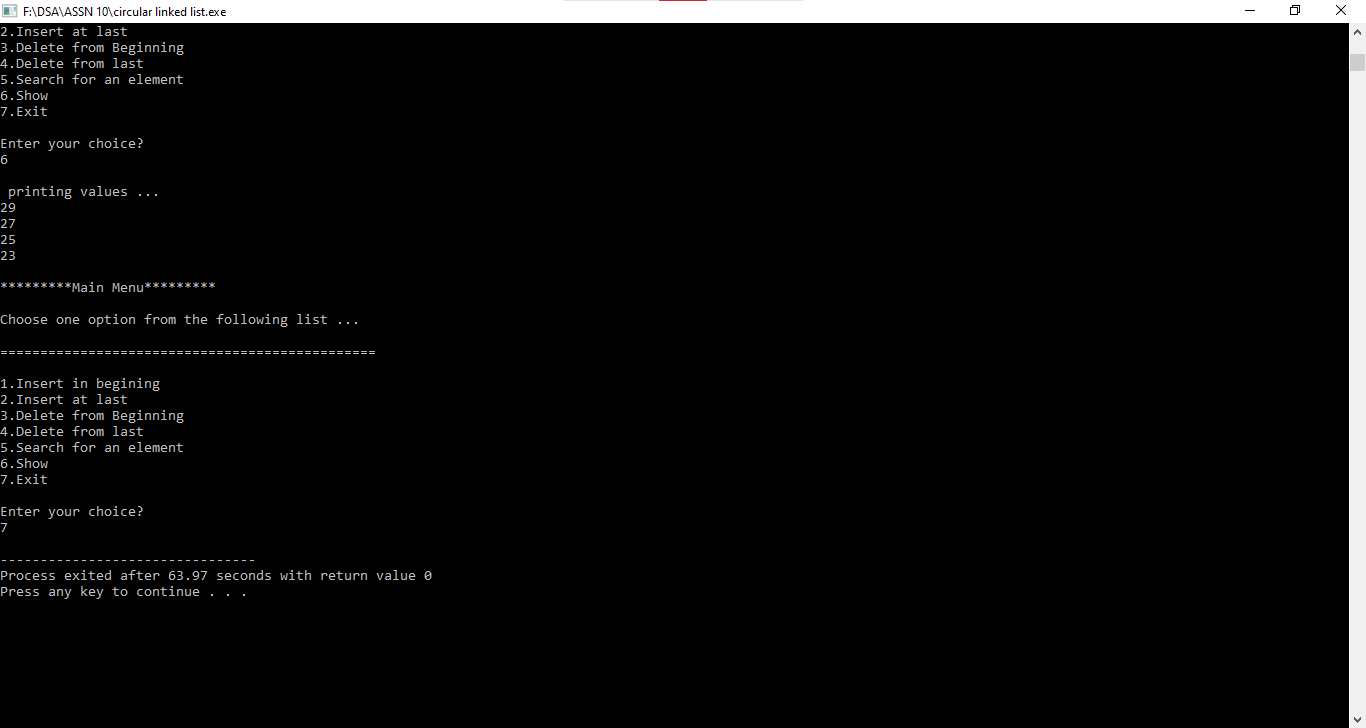 F:\DSA\ASSN 10\circular linked list.exe
2.Insert at last
3.Delete from Beginning
4.Delete from last
5.Search for an element
6.Show
7.Exit
Enter your choice?
6
printing values ...
29
27
25
23
*********Main Menu*********
Choose one option from the following list ...
===============================================
1.Insert in begining
2.Insert at last
3.Delete from Beginning
4.Delete from last
5.Search for an element
6.Show
7.Exit
Enter your choice?
7
--------------------------------
Process exited after 63.97 seconds with return value 0
Press any key to continue . . .